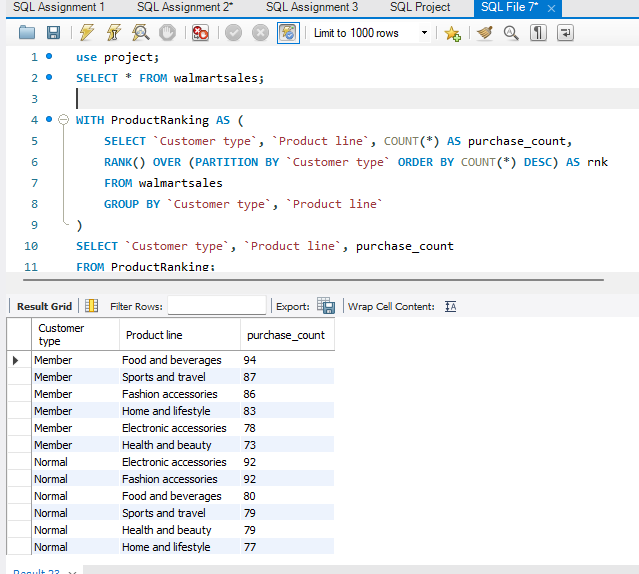 SQL Assignment 1 SQL Assignment 2* SQL Assignment 3 SQL Project SQL File 7* ×
Limit to 1000 rows
1 use project;
2 SELECT * FROM walmartsales;
3
4 WITH ProductRanking AS (
5 SELECT `Customer type`, `Product line`, COUNT(*) AS purchase_count,
6 RANK() OVER (PARTITION BY `Customer type` ORDER BY COUNT(*) DESC) AS rnk
7 FROM walmartsales
8 GROUP BY `Customer type`, `Product line`
9 )
10 SELECT `Customer type`, `Product line`, purchase_count
11 FROM ProductRanking;
Result Grid Filter Rows: Export: Wrap Cell Content: IA
Customer
type Product line purchase_count
Member Food and beverages 94
Member Sports and travel 87
Member Fashion accessories 86
Member Home and lifestyle 83
Member Electronic accessories 78
Member Health and beauty 73
Normal Electronic accessories 92
Normal Fashion accessories 92
Normal Food and beverages 80
Normal Sports and travel 79
Normal Health and beauty 79
Normal Home and lifestyle 77
Result 23 ×